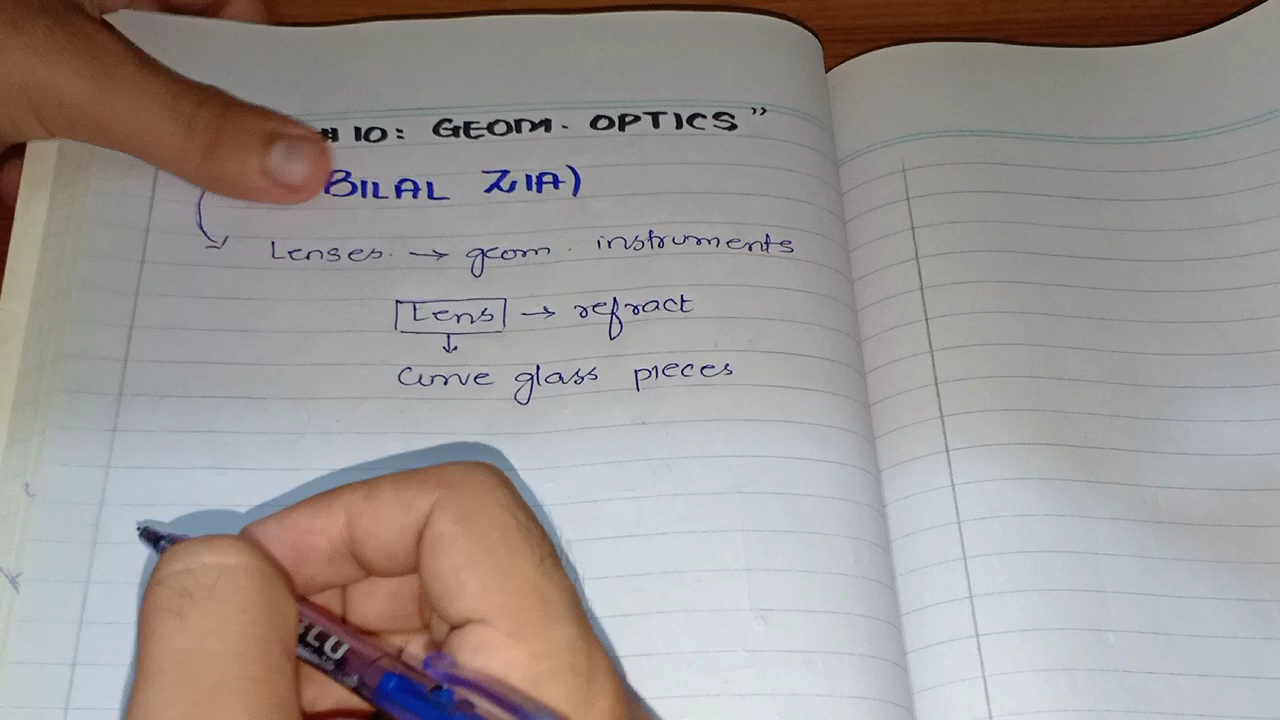 # 10: GEOM. OPTICS"
BILAL ZIA)
Lenses. → geom. instruments
Lens → refract
↓
Curve glass pieces